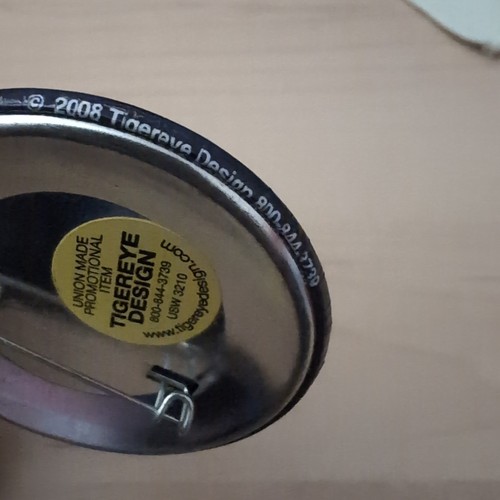 © 2008 Tigereye Design 800-844-3739
UNION MADE
PROMOTIONAL
ITEM
TIGEREYE
DESIGN
800-844-3739
USW 3210
www.tigereyedesign.com